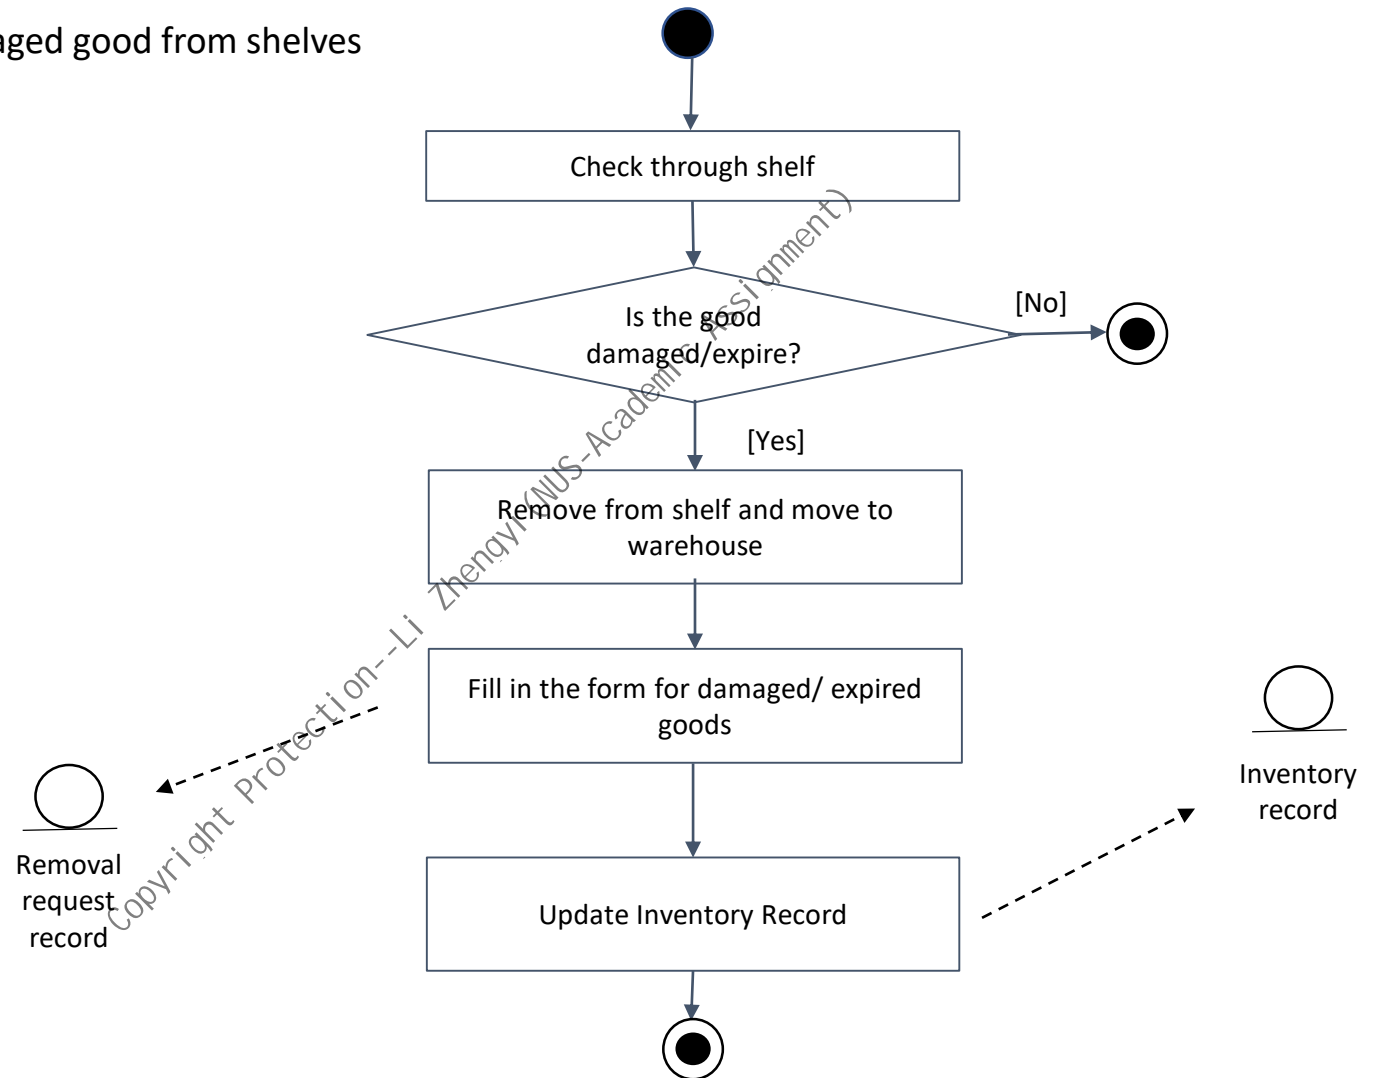 aged good from shelves
Check through shelf
[No]
Is the good
damaged/expire?
[Yes]
Remove from shelf and move to
warehouse
Fill in the form for damaged/ expired
goods
Inventory
record
Removal
request
record
Update Inventory Record
Copyright Protection--Li Zhengyi(NUS-Academic Assignment)